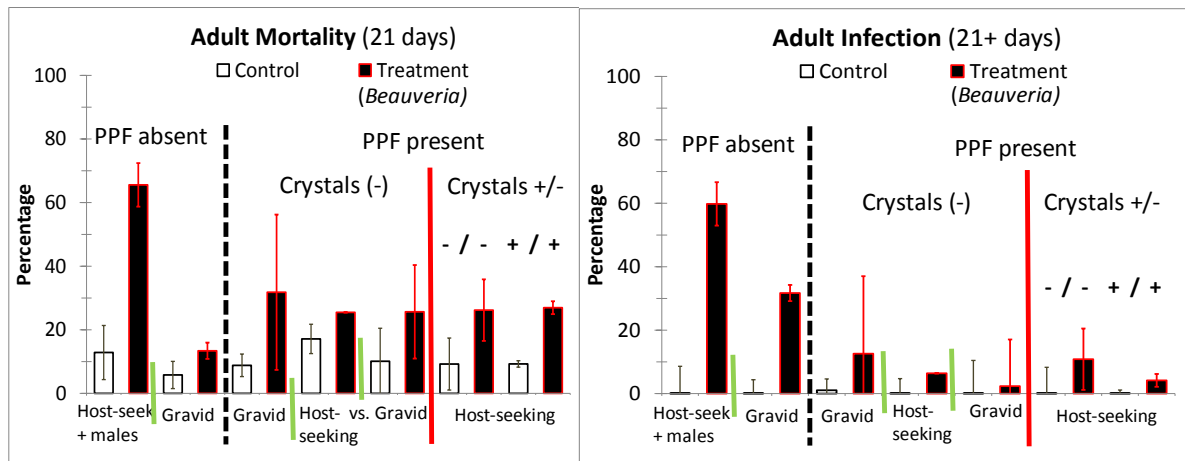 Adult Mortality (21 days)
Control
Treatment
(Beauveria)
100
80
60
40
20
0
Percentage
PPF absent
PPF present
Crystals (-)
Crystals +/-
- / - + / +
Host-seek
+ males
Gravid
Gravid
Host-
seeking
vs. Gravid
Host-seeking
Adult Infection (21+ days)
Control
Treatment
(Beauveria)
100
80
60
40
20
0
Percentage
PPF absent
PPF present
Crystals (-)
Crystals +/-
- / - + / +
Host-seek
+ males
Gravid
Gravid
Host-
seeking
Gravid
Host-seeking